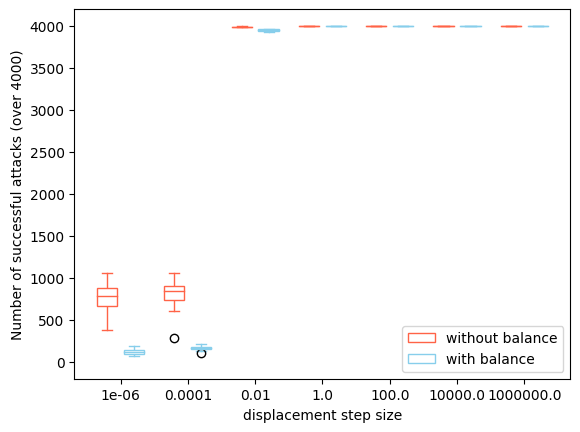 Number of successful attacks (over 4000)
4000
3500
3000
2500
2000
1500
1000
500
0
1e-06 0.0001 0.01 1.0 100.0 10000.0 1000000.0
displacement step size
without balance
with balance